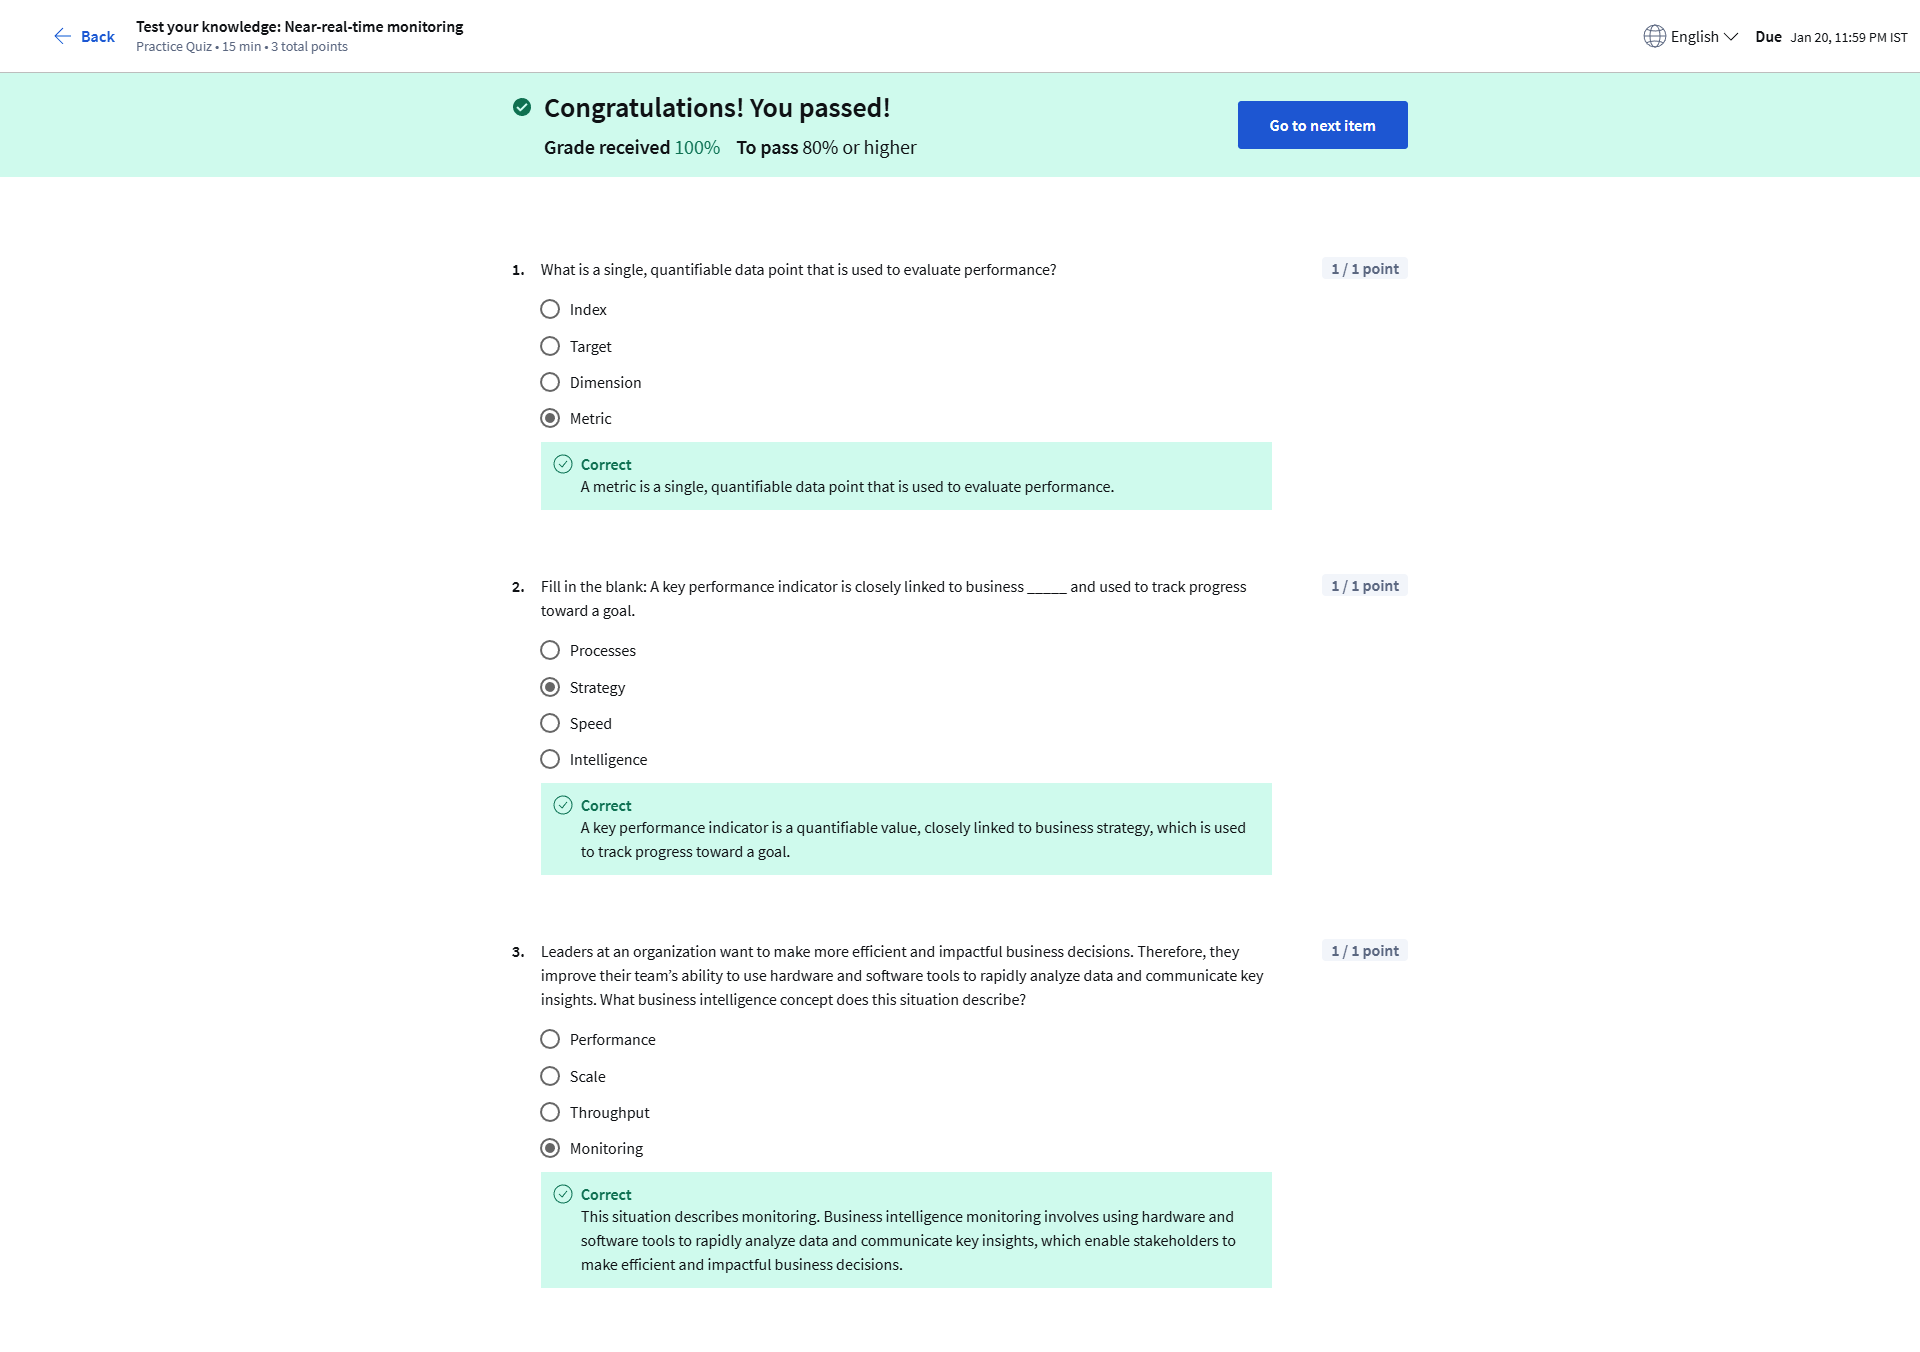 Back
Test your knowledge: Near-real-time monitoring
Practice Quiz • 15 min • 3 total points
English
Due Jan 20, 11:59 PM IST
Congratulations! You passed!
Grade received 100% To pass 80% or higher
Go to next item
1. What is a single, quantifiable data point that is used to evaluate performance?
1 / 1 point
Index
Target
Dimension
Metric
Correct
A metric is a single, quantifiable data point that is used to evaluate performance.
2. Fill in the blank: A key performance indicator is closely linked to business _____ and used to track progress
toward a goal.
1 / 1 point
Processes
Strategy
Speed
Intelligence
Correct
A key performance indicator is a quantifiable value, closely linked to business strategy, which is used
to track progress toward a goal.
3. Leaders at an organization want to make more efficient and impactful business decisions. Therefore, they
improve their team’s ability to use hardware and software tools to rapidly analyze data and communicate key
insights. What business intelligence concept does this situation describe?
1 / 1 point
Performance
Scale
Throughput
Monitoring
Correct
This situation describes monitoring. Business intelligence monitoring involves using hardware and
software tools to rapidly analyze data and communicate key insights, which enable stakeholders to
make efficient and impactful business decisions.